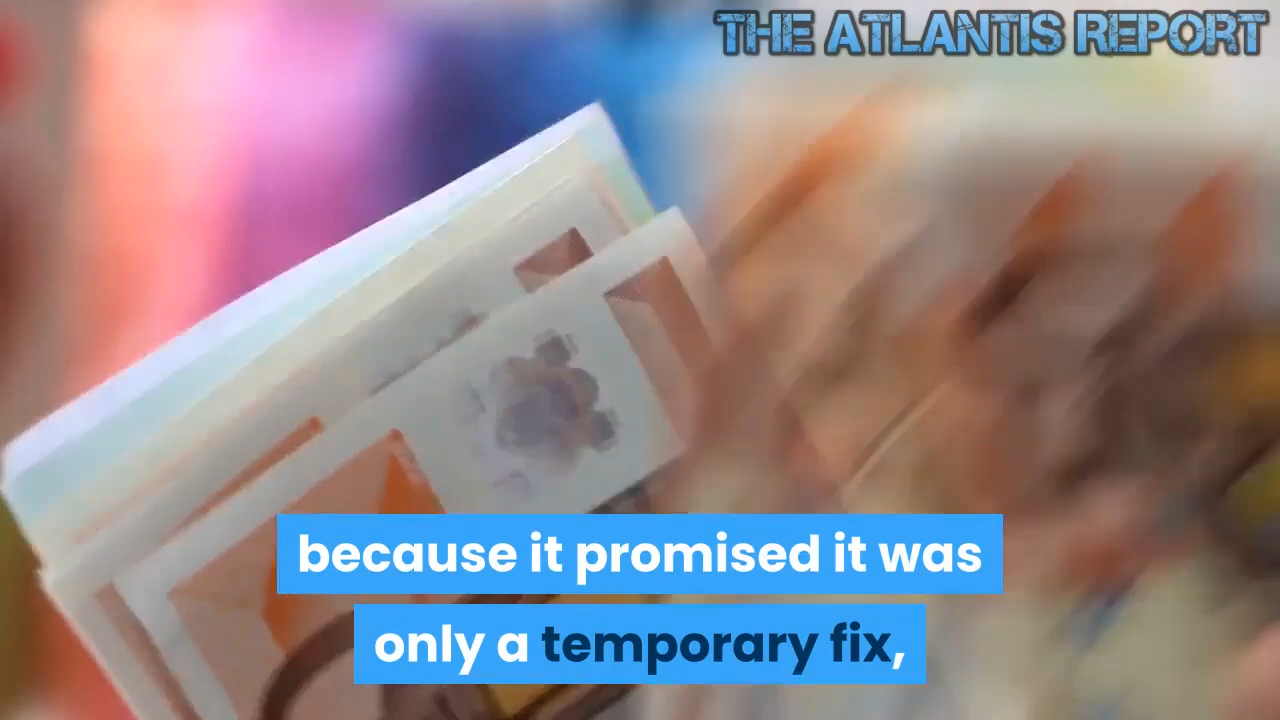 THE ATLANTIS REPORT
because it promised it was
only a temporary fix,